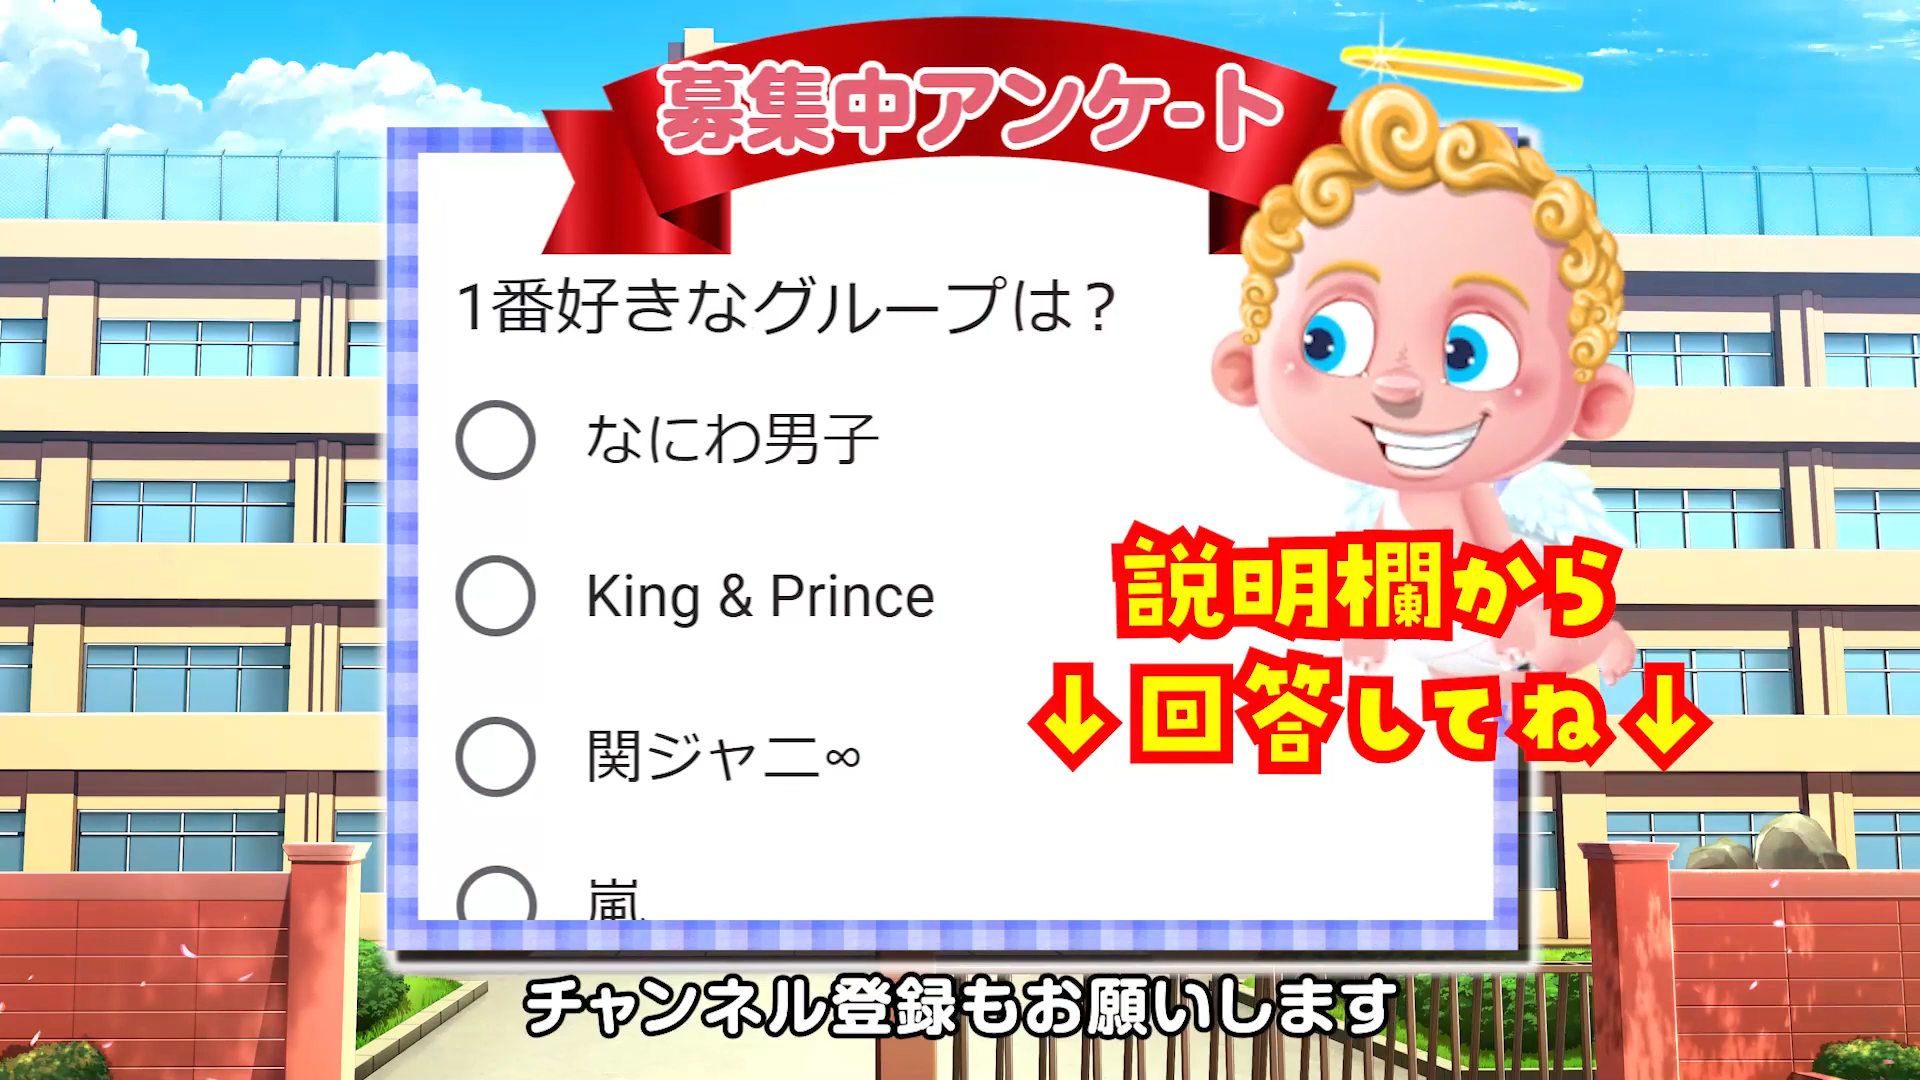 募集中アンケート
1番好きなグループは？
なにわ男子
King & Prince
関ジャニ∞
嵐
説明欄から
↓回答してね↓
チャンネル登録もお願いします